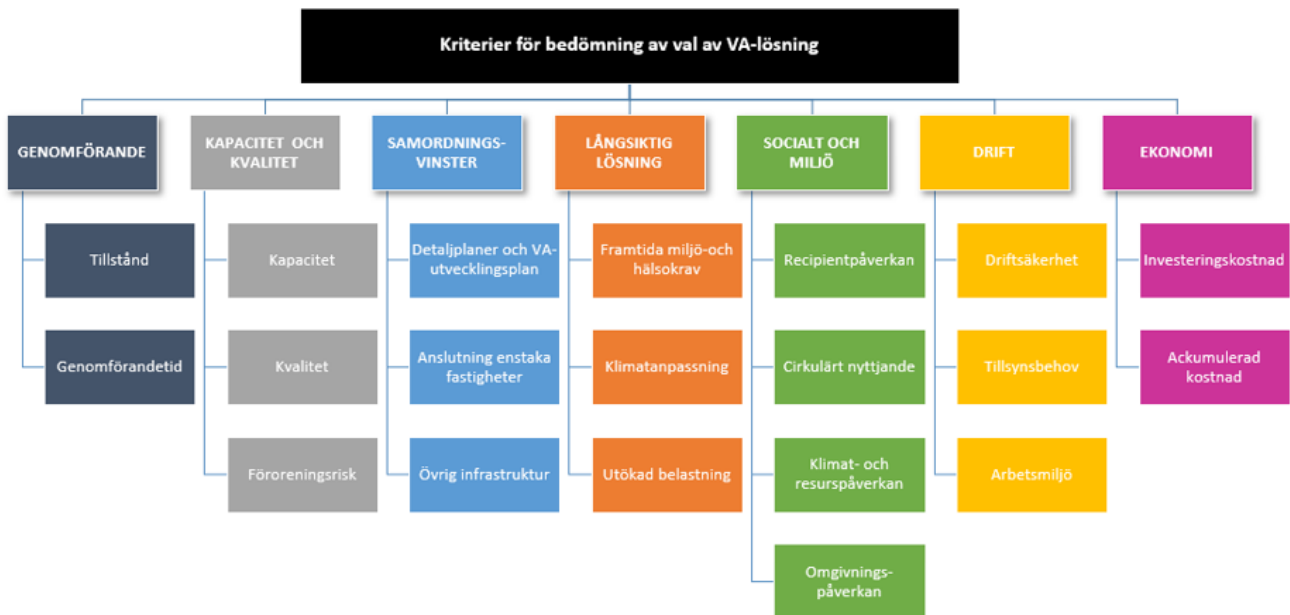 Kriterier för bedömning av val av VA-lösning
GENOMFÖRANDE
Tillstånd
Genomförandetid
KAPACITET OCH
KVALITET
Kapacitet
Kvalitet
Föroreningsrisk
SAMORDNINGS-
VINSTER
Detaljplaner och VA-
utvecklingsplan
Anslutning enstaka
fastigheter
Övrig infrastruktur
LÅNGSIKTIG
LÖSNING
Framtida miljö-och
hälsokrav
Klimatanpassning
Utökad belastning
SOCIALT OCH
MILJÖ
Recipientpåverkan
Cirkulärt nyttjande
Klimat- och
resurspåverkan
Omgivnings-
påverkan
DRIFT
Driftsäkerhet
Tillsynsbehov
Arbetsmiljö
EKONOMI
Investeringskostnad
Ackumulerad
kostnad